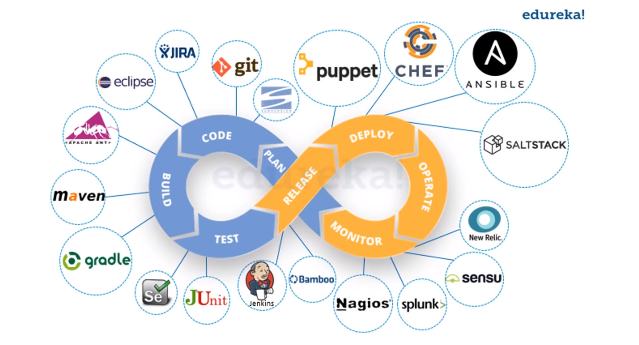 edureka!
JIRA
git
eclipse
puppet
CHEF
ANSIBLE
APACHE ANT
SALTSTACK
maven
gradle
CODE
PLAN
BUILD
TEST
RELEASE
DEPLOY
OPERATE
MONITOR
edureka!
New Relic.
sensu
Se
JUnit
Jenkins
Bamboo
Nagios
splunk>